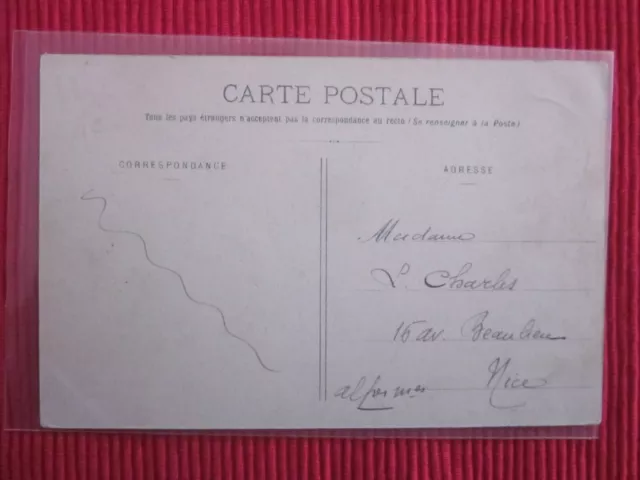 CARTE POSTALE
Tous les pays étrangers n'acceptent pas la correspondance au recto (Se renseigner à la Poste)
CORRESPONDANCE
ADRESSE
Madame
L. Charles
16 av. Beaulieu
Nice